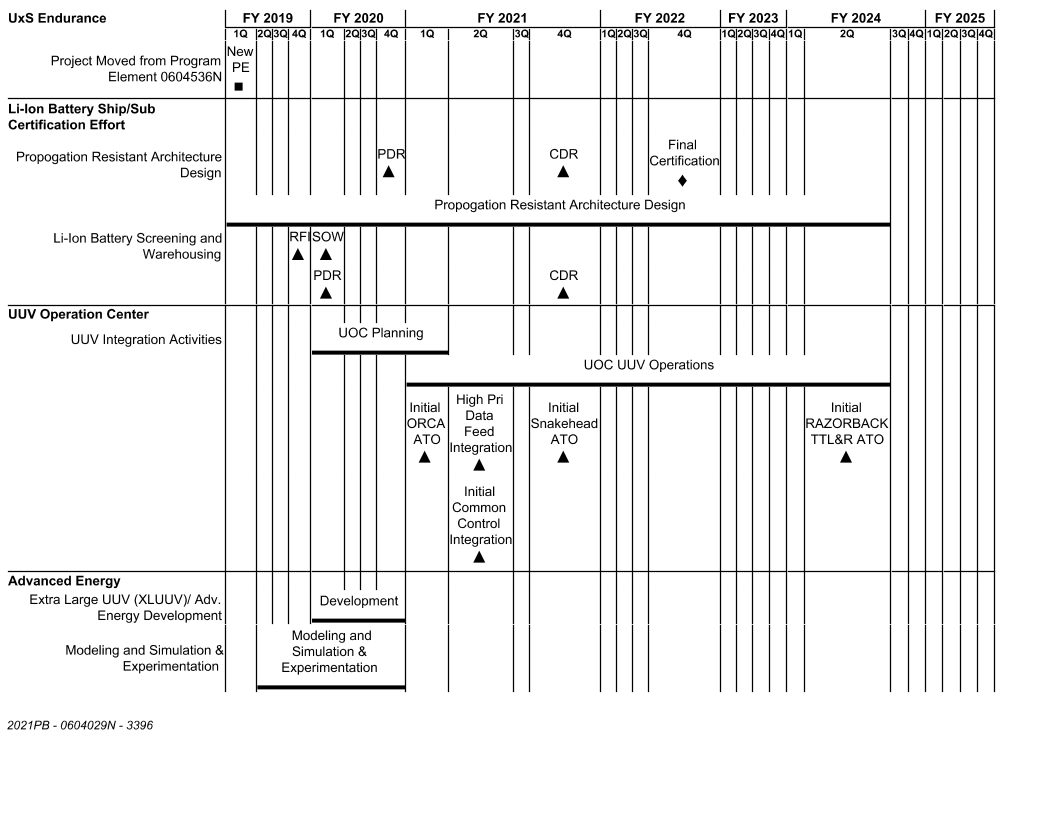 UxS Endurance FY 2019 FY 2020 FY 2021 FY 2022 FY 2023 FY 2024 FY 2025
1Q 2Q 3Q 4Q 1Q 2Q 3Q 4Q 1Q 2Q 3Q 4Q 1Q 2Q 3Q 4Q 1Q 2Q 3Q 4Q 1Q 2Q 3Q 4Q 1Q 2Q 3Q 4Q
Project Moved from Program
Element 0604536N
New
PE
Li-Ion Battery Ship/Sub
Certification Effort
Propogation Resistant Architecture
Design
PDR
CDR
Final
Certification
Propogation Resistant Architecture Design
Li-Ion Battery Screening and
Warehousing
RFI
SOW
PDR
CDR
UUV Operation Center
UUV Integration Activities
UOC Planning
UOC UUV Operations
Initial
ORCA
ATO
High Pri
Data
Feed
Integration
Initial
Snakehead
ATO
Initial
RAZORBACK
TTL&R ATO
Initial
Common
Control
Integration
Advanced Energy
Extra Large UUV (XLUUV)/ Adv.
Energy Development
Development
Modeling and Simulation &
Experimentation
Modeling and
Simulation &
Experimentation
2021PB - 0604029N - 3396